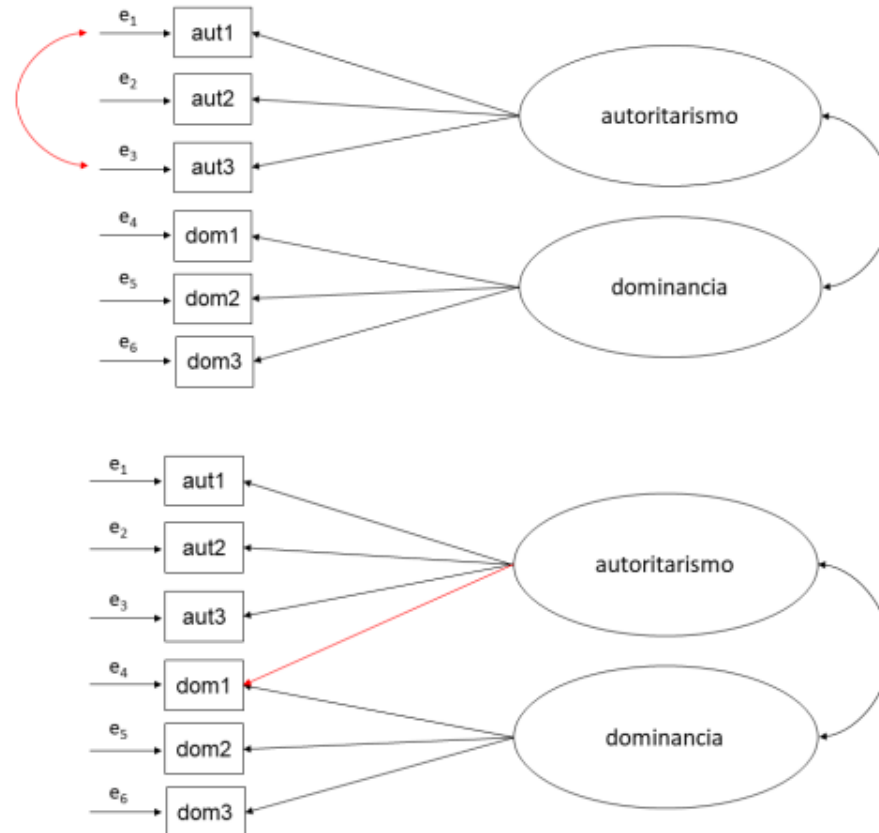 e1
aut1
e2
aut2
autoritarismo
e3
aut3
e4
dom1
e5
dom2
dominancia
e6
dom3
e1
aut1
e2
aut2
autoritarismo
e3
aut3
e4
dom1
e5
dom2
dominancia
e6
dom3